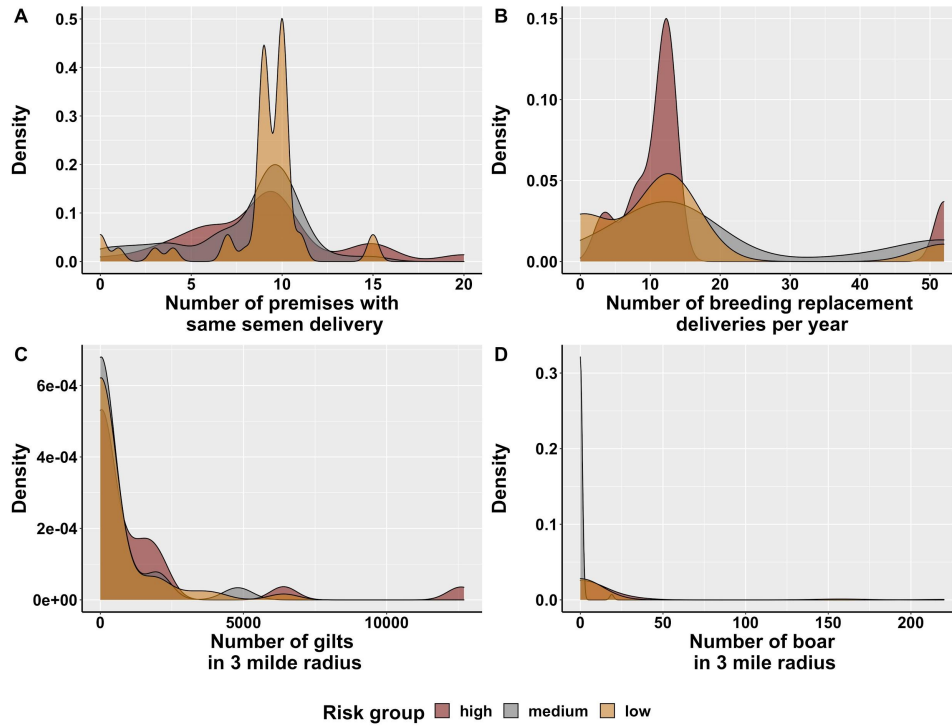 A
0.5
0.4
0.3
0.2
0.1
0.0
Density
0
5
10
15
20
Number of premises with
same semen delivery
B
0.15
0.10
0.05
0.00
Density
0
10
20
30
40
50
Number of breeding replacement
deliveries per year
C
6e-04
4e-04
2e-04
0e+00
Density
0
5000
10000
Number of gilts
in 3 milde radius
D
0.3
0.2
0.1
0.0
Density
0
50
100
150
200
Number of boar
in 3 mile radius
Risk group high medium low